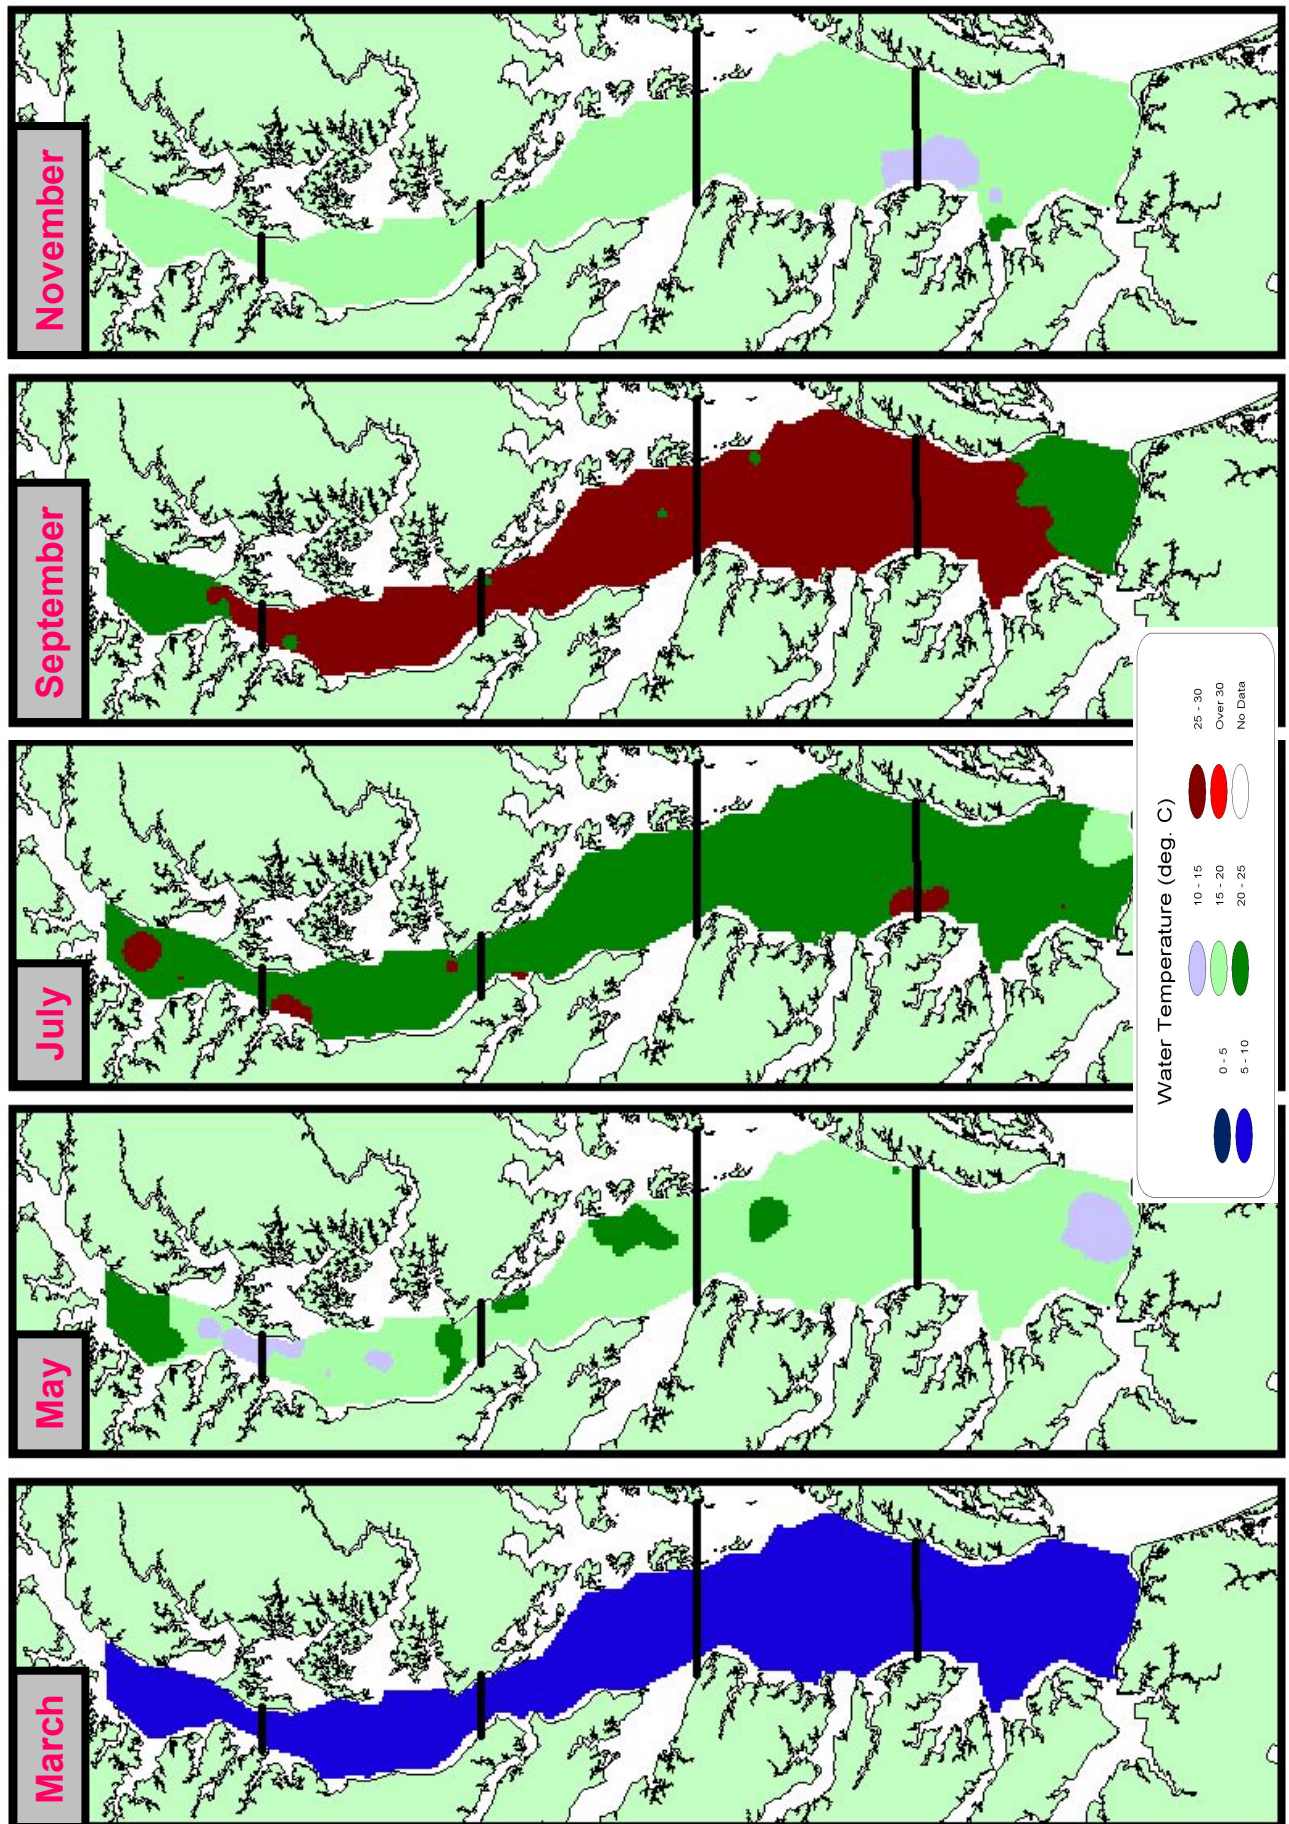 November
September
July
May
March
Water Temperature (deg. C)
0 - 5
5 - 10
10 - 15
15 - 20
20 - 25
25 - 30
Over 30
No Data